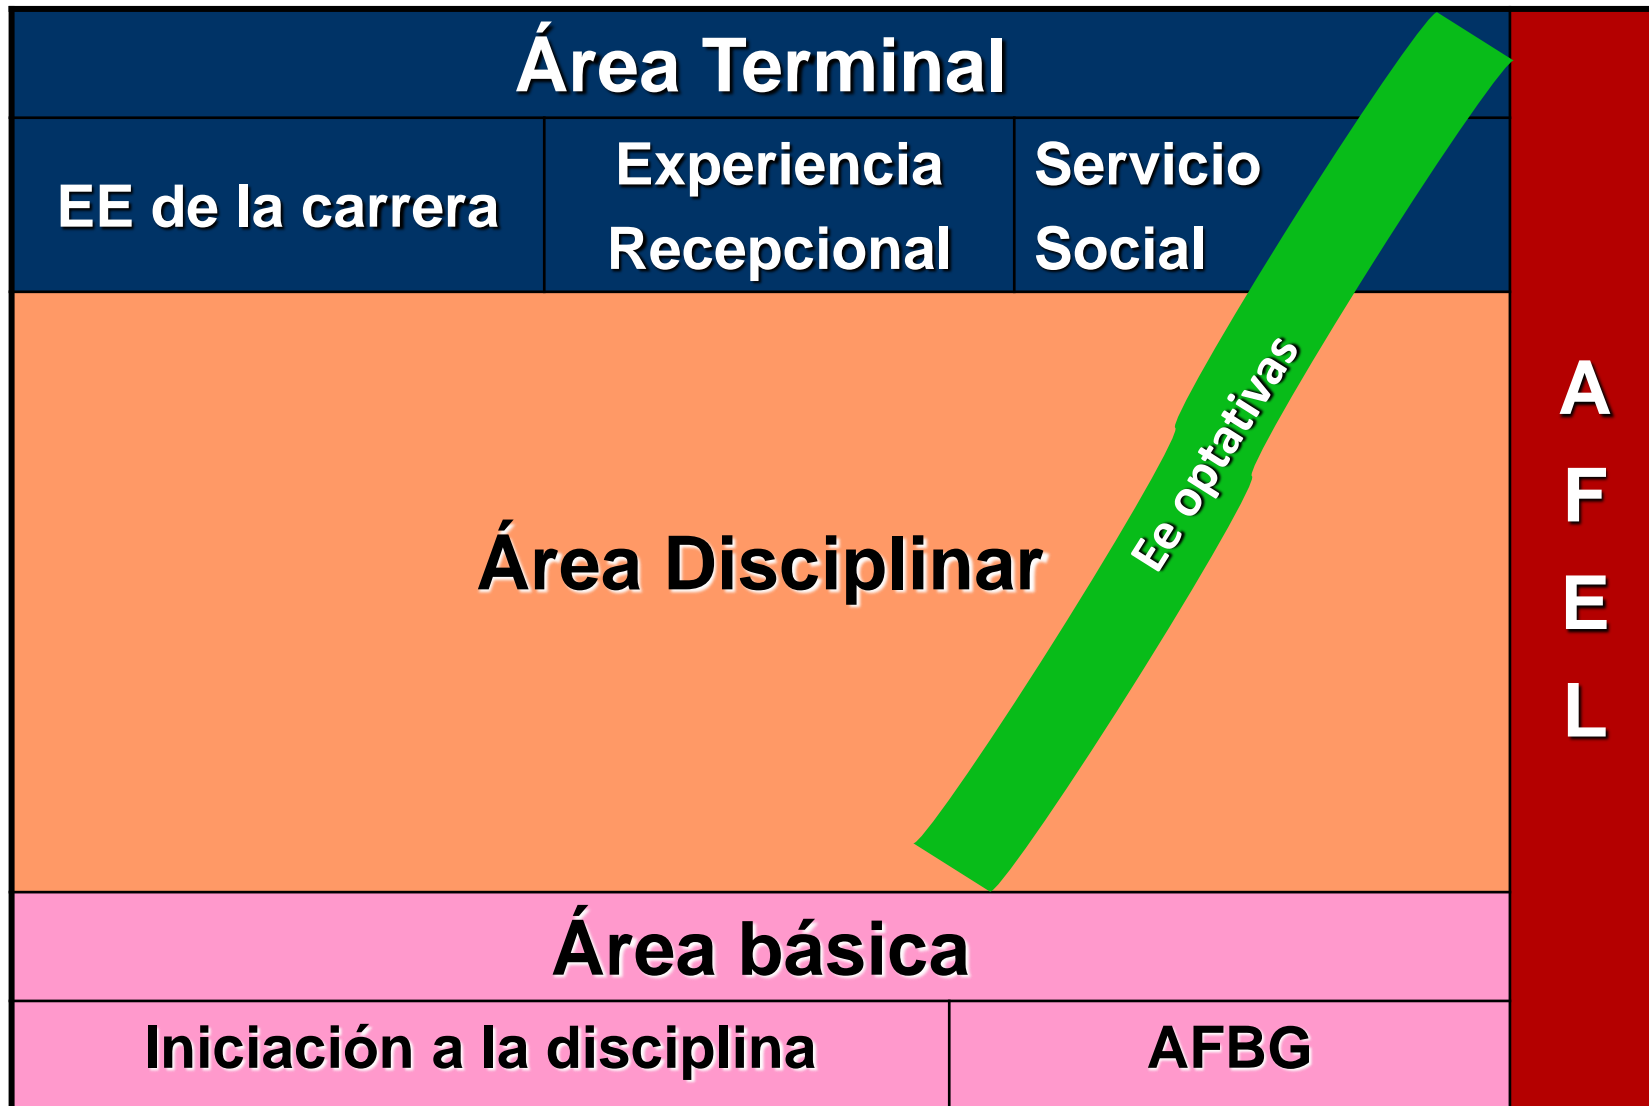 Área Terminal
EE de la carrera
Experiencia
Recepcional
Servicio
Social
Ee optativas
Área Disciplinar
Área básica
Iniciación a la disciplina
AFBG
A
F
E
L